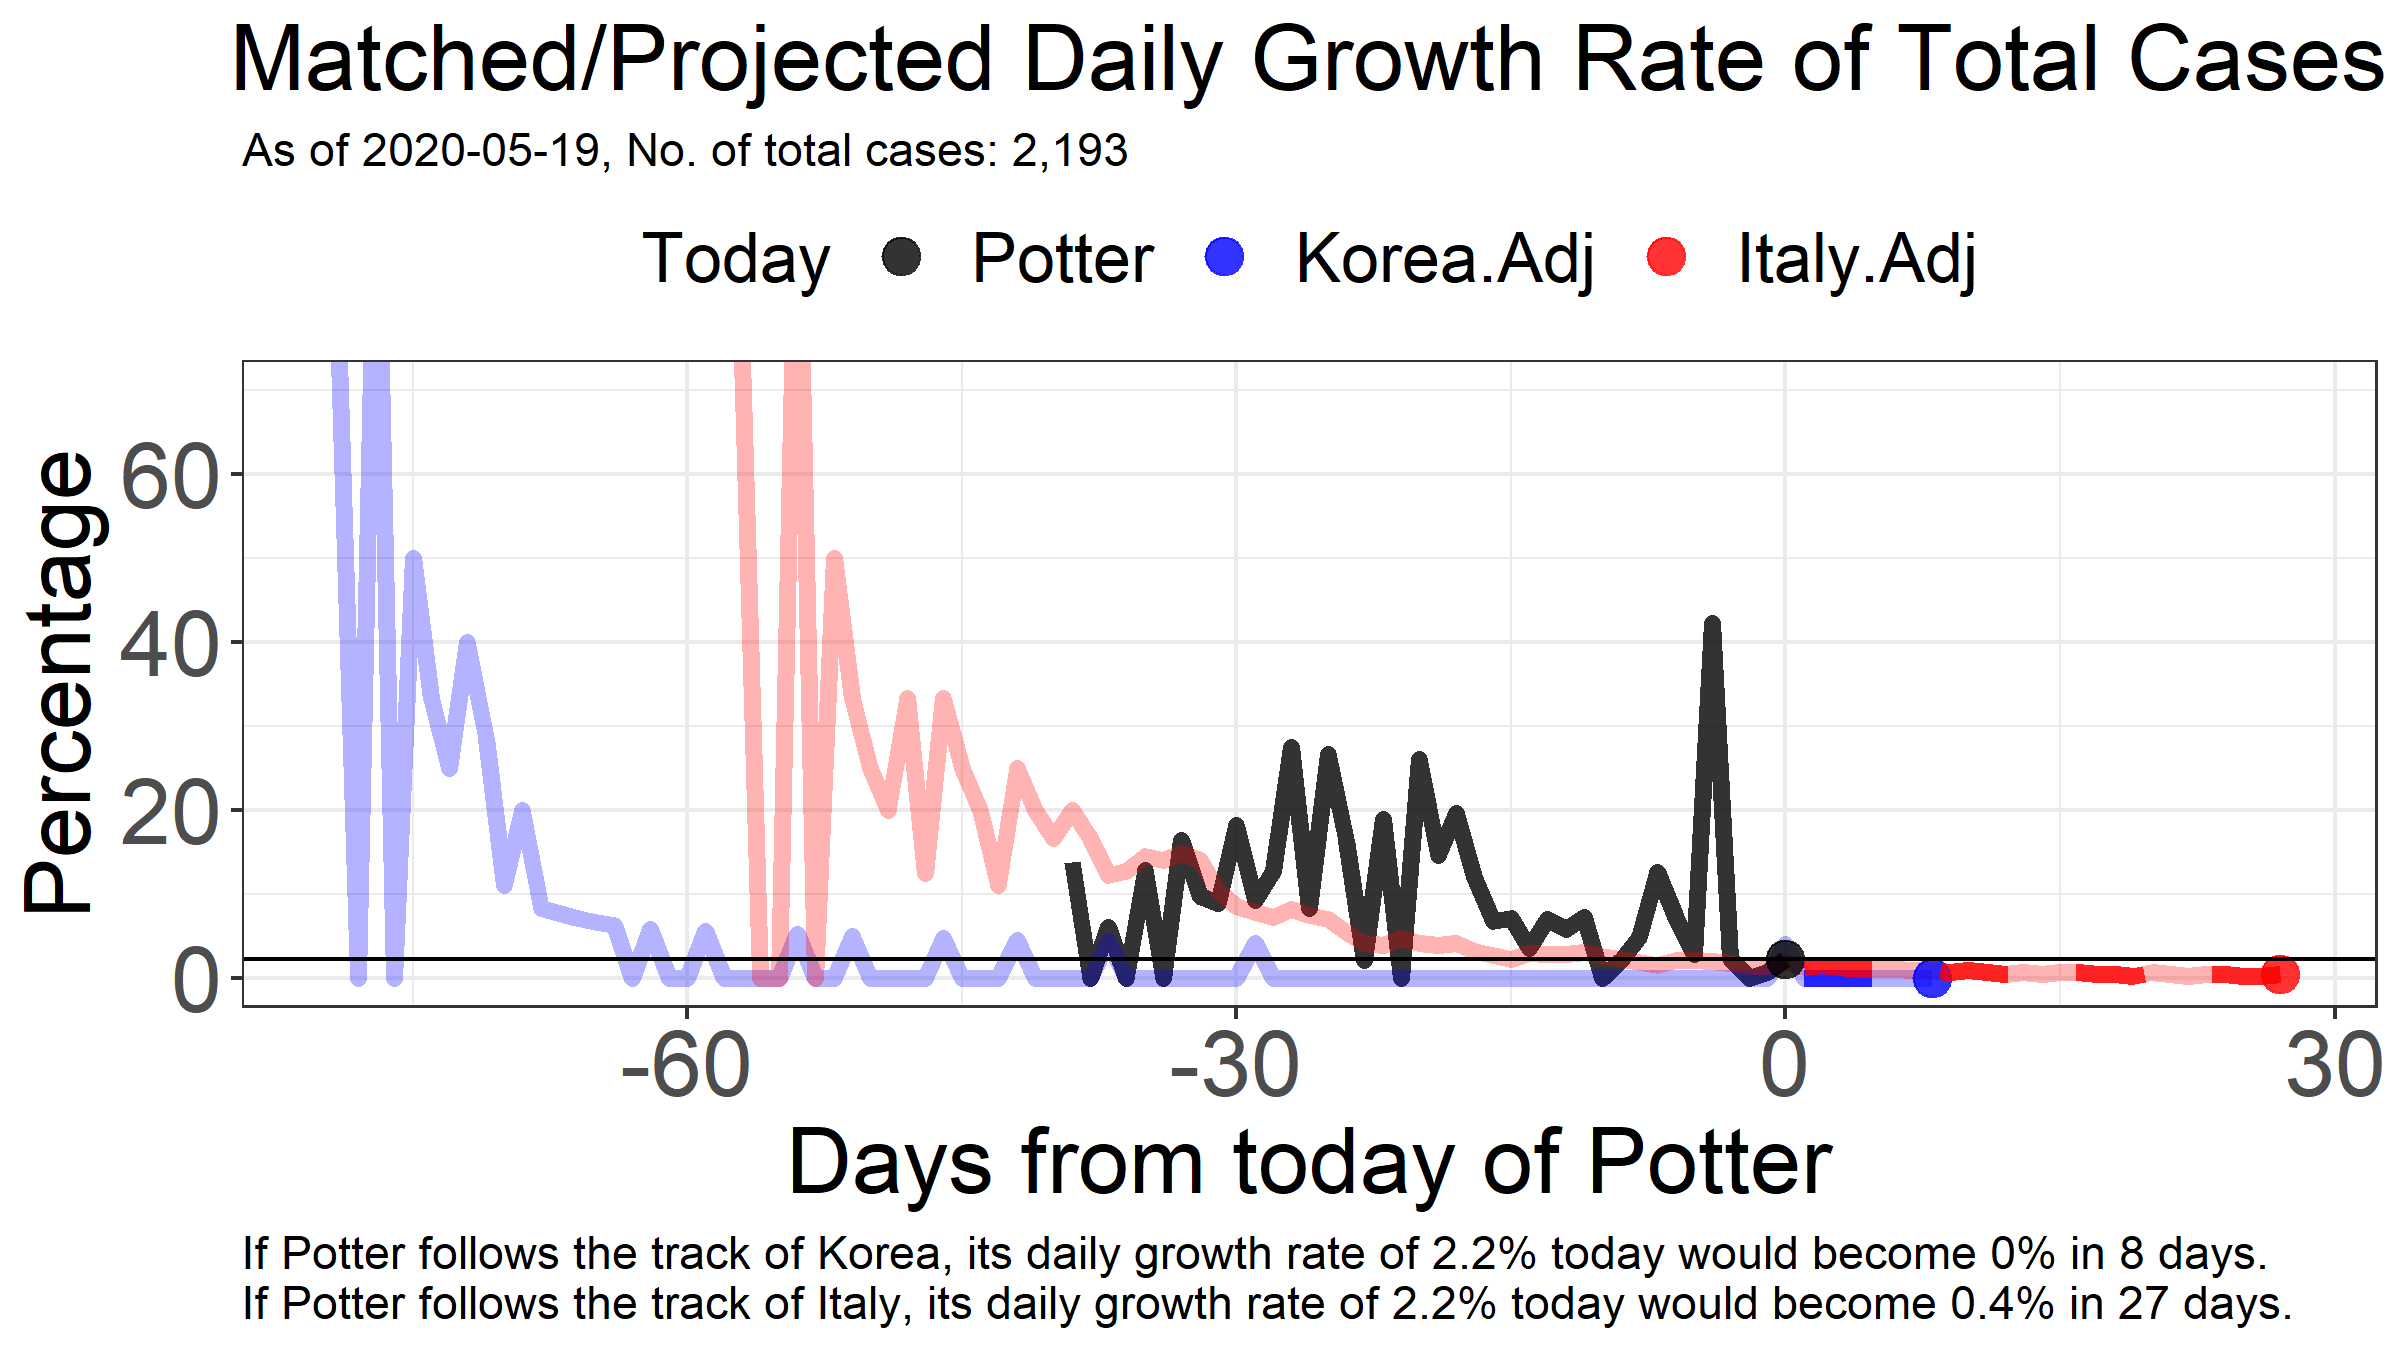 Matched/Projected Daily Growth Rate of Total Cases
As of 2020-05-19, No. of total cases: 2,193
Today Potter Korea.Adj Italy.Adj
Percentage
60
40
20
0
-60 -30 0 30
Days from today of Potter
If Potter follows the track of Korea, its daily growth rate of 2.2% today would become 0% in 8 days.
If Potter follows the track of Italy, its daily growth rate of 2.2% today would become 0.4% in 27 days.